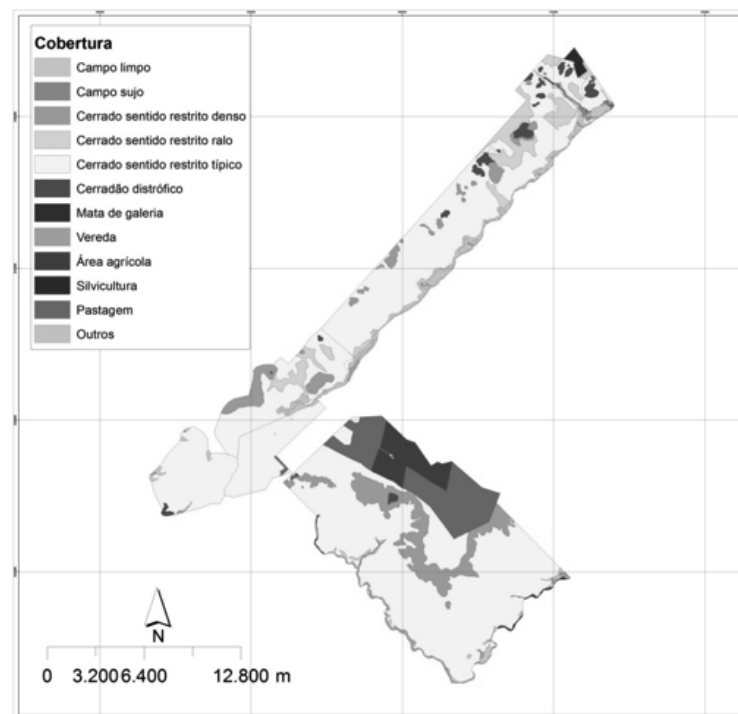 Cobertura
Campo limpo
Campo sujo
Cerrado sentido restrito denso
Cerrado sentido restrito ralo
Cerrado sentido restrito típico
Cerradão distrófico
Mata de galeria
Vereda
Área agrícola
Silvicultura
Pastagem
Outros
N
0 3.200 6.400 12.800 m